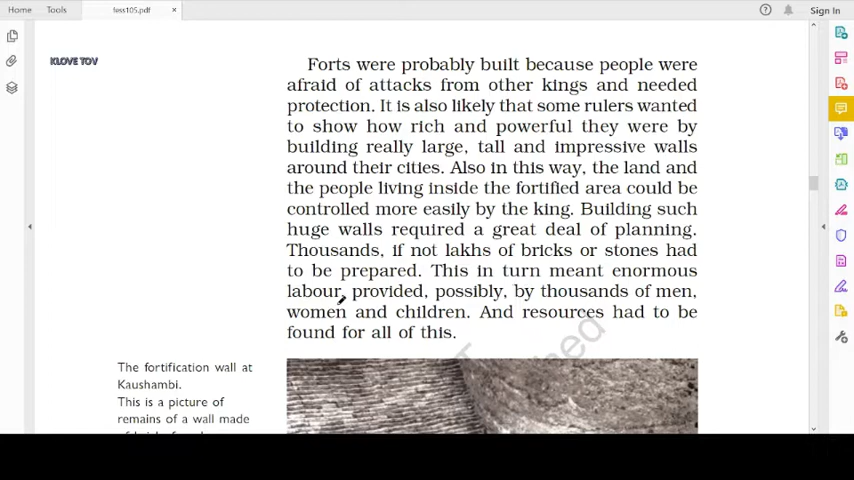 Home Tools fess105.pdf × Sign In
KLOVE TOV
Forts were probably built because people were
afraid of attacks from other kings and needed
protection. It is also likely that some rulers wanted
to show how rich and powerful they were by
building really large, tall and impressive walls
around their cities. Also in this way, the land and
the people living inside the fortified area could be
controlled more easily by the king. Building such
huge walls required a great deal of planning.
Thousands, if not lakhs of bricks or stones had
to be prepared. This in turn meant enormous
labour, provided, possibly, by thousands of men,
women and children. And resources had to be
found for all of this.
The fortification wall at
Kaushambi.
This is a picture of
remains of a wall made